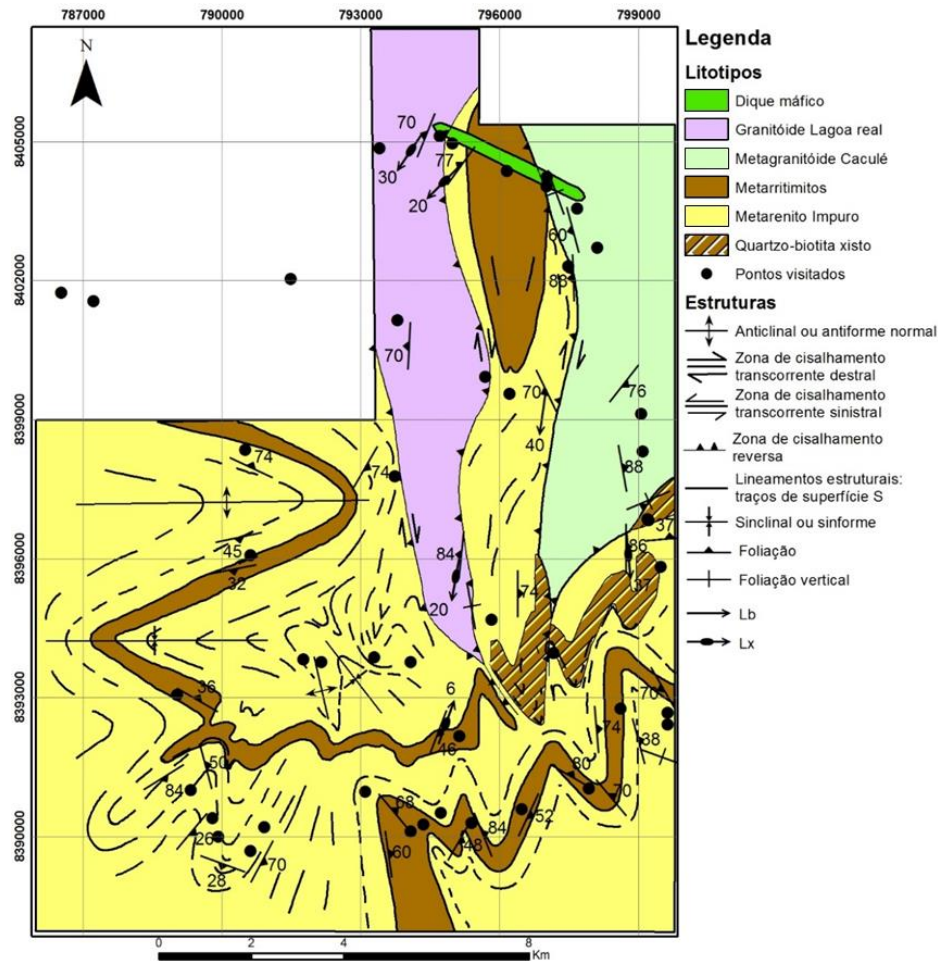 787000 790000 793000 796000 799000
N
8405000
8402000
8399000
8396000
8393000
8390000
70
30
77
20
60
88
70
70
40
76
88
74
74
45
32
84
20
86
37
37
74
36
6
46
50
84
26
28
70
68
60
48
84
52
80
70
74
70
38
0 2 4 8
Km
Legenda
Litotipos
Dique máfico
Granitóide Lagoa real
Metagranitóide Caculé
Metarritimitos
Metarenito Impuro
Quartzo-biotita xisto
Pontos visitados
Estruturas
Anticlinal ou antiforme normal
Zona de cisalhamento
transcorrente destral
Zona de cisalhamento
transcorrente sinistral
Zona de cisalhamento
reversa
Lineamentos estruturais:
traços de superfície S
Sinclinal ou sinforme
Foliação
Foliação vertical
Lb
Lx